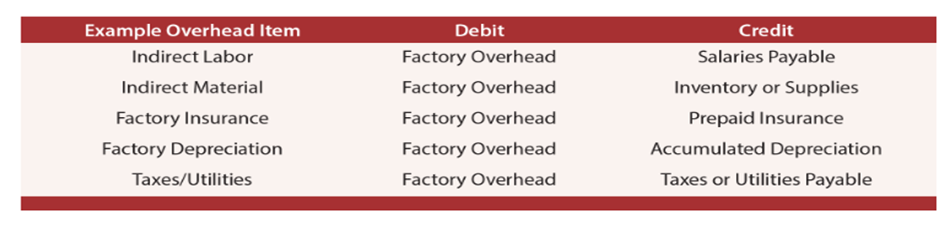 Example Overhead Item Debit Credit
Indirect Labor Factory Overhead Salaries Payable
Indirect Material Factory Overhead Inventory or Supplies
Factory Insurance Factory Overhead Prepaid Insurance
Factory Depreciation Factory Overhead Accumulated Depreciation
Taxes/Utilities Factory Overhead Taxes or Utilities Payable